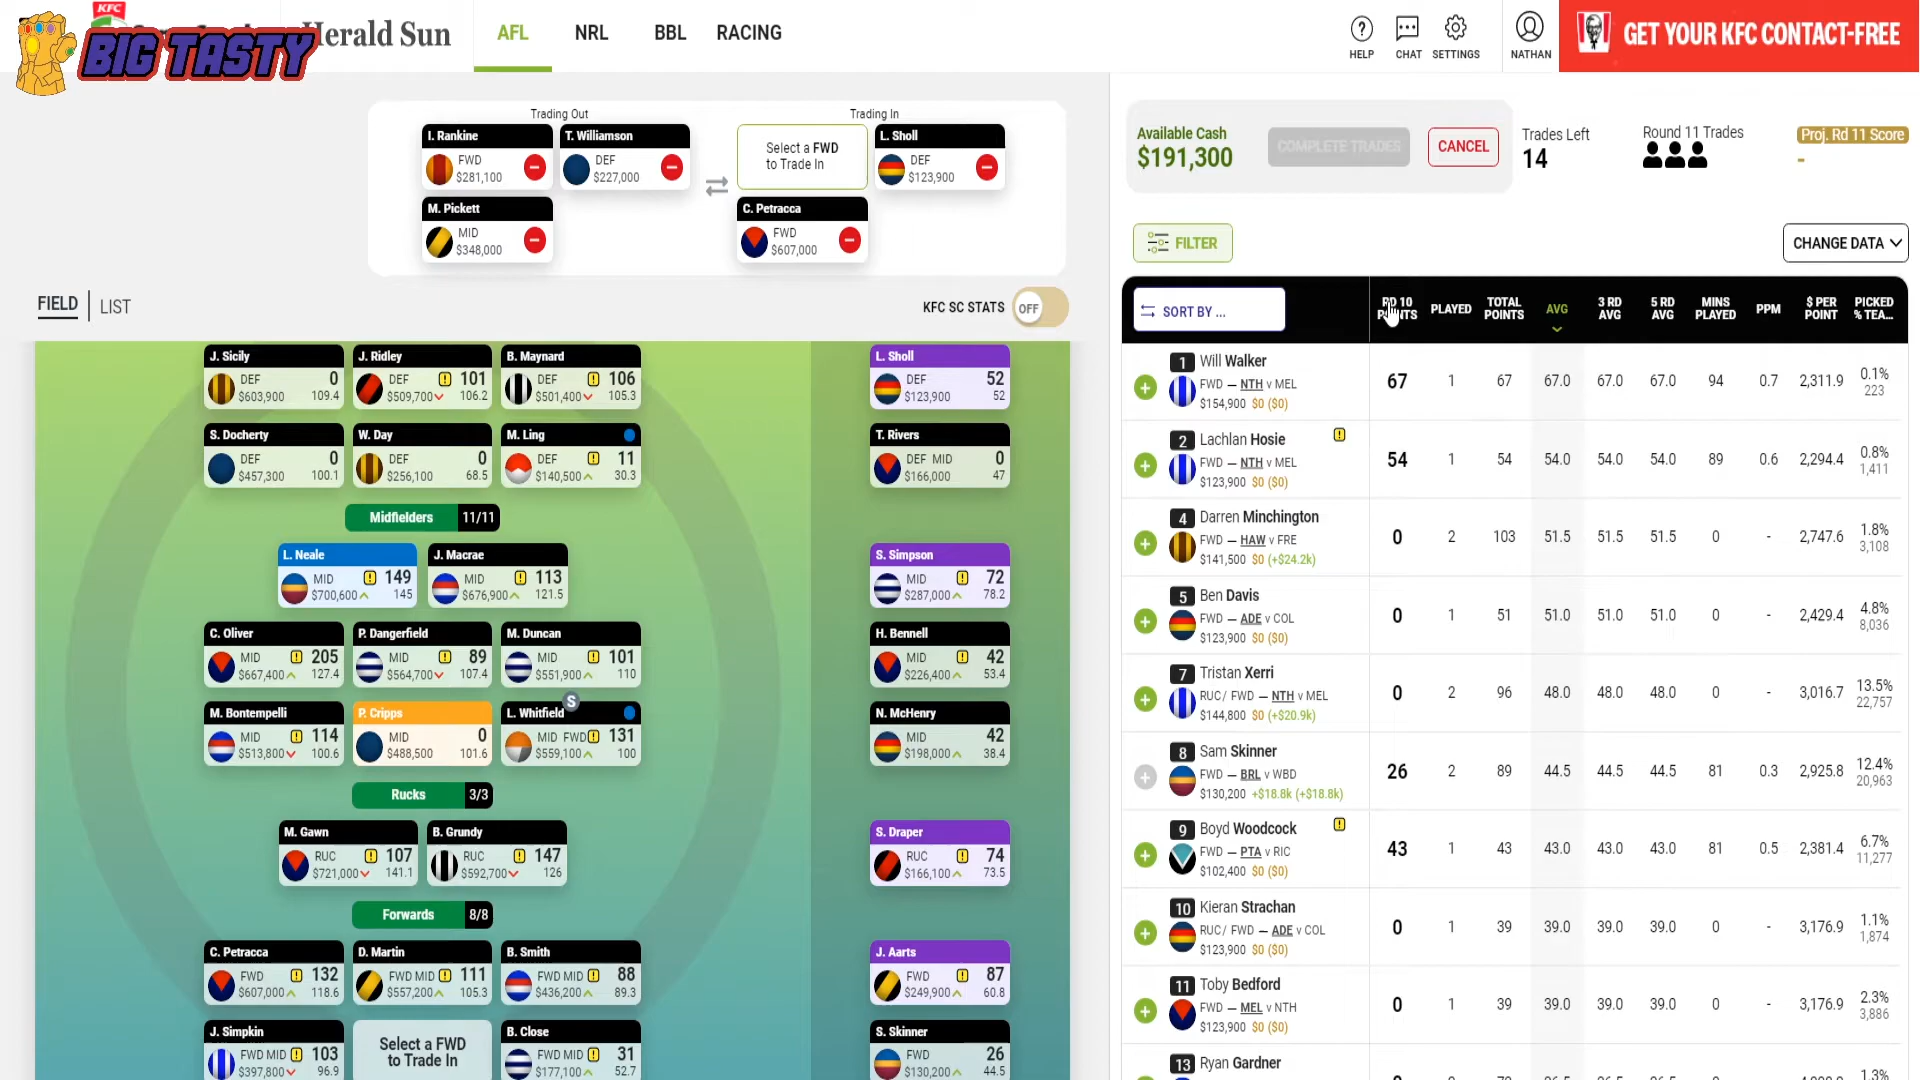 KFC
BIG TASTY
Herald Sun
AFL
NRL
BBL
RACING
HELP
CHAT
SETTINGS
NATHAN
GET YOUR KFC CONTACT-FREE
Trading Out
Trading In
I. Rankine
FWD
$281,100
T. Williamson
DEF
$227,000
Select a FWD
to Trade In
L. Sholl
DEF
$123,900
M. Pickett
MID
$348,000
C. Petracca
FWD
$607,000
Available Cash
$191,300
COMPLETE TRADES
CANCEL
Trades Left
14
Round 11 Trades
Proj. Rd 11 Score
-
FILTER
CHANGE DATA
FIELD
LIST
KFC SC STATS
OFF
J. Sicily
DEF 0
$603,900 109.4
J. Ridley
DEF 101
$509,700 106.2
B. Maynard
DEF 106
$501,400 105.3
L. Sholl
DEF 52
$123,900 52
S. Docherty
DEF 0
$457,300 100.1
W. Day
DEF 0
$256,100 68.5
M. Ling
DEF 11
$140,500 30.3
T. Rivers
DEF MID 0
$166,000 47
Midfielders 11/11
L. Neale
MID 149
$700,600 145
J. Macrae
MID 113
$676,900 121.5
S. Simpson
MID 72
$287,000 78.2
C. Oliver
MID 205
$667,400 127.4
P. Dangerfield
MID 89
$564,700 107.4
M. Duncan
MID 101
$551,900 110
H. Bennell
MID 42
$226,400 53.4
S
M. Bontempelli
MID 114
$513,800 100.6
P. Cripps
MID 0
$488,500 101.6
L. Whitfield
MID FWD 131
$559,100 100
N. McHenry
MID 42
$198,000 38.4
Rucks 3/3
M. Gawn
RUC 107
$721,000 141.1
B. Grundy
RUC 147
$592,700 126
S. Draper
RUC 74
$166,100 73.5
Forwards 8/8
C. Petracca
FWD 132
$607,000 118.6
D. Martin
FWD MID 111
$557,200 105.3
B. Smith
FWD MID 88
$436,200 89.3
J. Aarts
FWD 87
$249,900 60.8
J. Simpkin
FWD MID 103
$397,800 96.9
Select a FWD
to Trade In
B. Close
FWD MID 31
$177,100 52.7
S. Skinner
FWD 26
$130,200 44.5
SORT BY ...
RD 10 POINTS
PLAYED
TOTAL POINTS
AVG
3 RD AVG
5 RD AVG
MINS PLAYED
PPM
$ PER POINT
PICKED % TEA...
1 Will Walker
FWD — NTH v MEL
$154,900 $0 ($0)
67 1 67 67.0 67.0 67.0 94 0.7 2,311.9 0.1% 223
2 Lachlan Hosie
FWD — NTH v MEL
$123,900 $0 ($0)
54 1 54 54.0 54.0 54.0 89 0.6 2,294.4 0.8% 1,411
4 Darren Minchington
FWD — HAW v FRE
$141,500 $0 (+$24.2k)
0 2 103 51.5 51.5 51.5 0 - 2,747.6 1.8% 3,108
5 Ben Davis
FWD — ADE v COL
$123,900 $0 ($0)
0 1 51 51.0 51.0 51.0 0 - 2,429.4 4.8% 8,036
7 Tristan Xerri
RUC/ FWD — NTH v MEL
$144,800 $0 (+$20.9k)
0 2 96 48.0 48.0 48.0 0 - 3,016.7 13.5% 22,757
8 Sam Skinner
FWD — BRL v WBD
$130,200 +$18.8k (+$18.8k)
26 2 89 44.5 44.5 44.5 81 0.3 2,925.8 12.4% 20,963
9 Boyd Woodcock
FWD — PTA v RIC
$102,400 $0 ($0)
43 1 43 43.0 43.0 43.0 81 0.5 2,381.4 6.7% 11,277
10 Kieran Strachan
RUC/ FWD — ADE v COL
$123,900 $0 ($0)
0 1 39 39.0 39.0 39.0 0 - 3,176.9 1.1% 1,874
11 Toby Bedford
FWD — MEL v NTH
$123,900 $0 ($0)
0 1 39 39.0 39.0 39.0 0 - 3,176.9 2.3% 3,886
13 Ryan Gardner